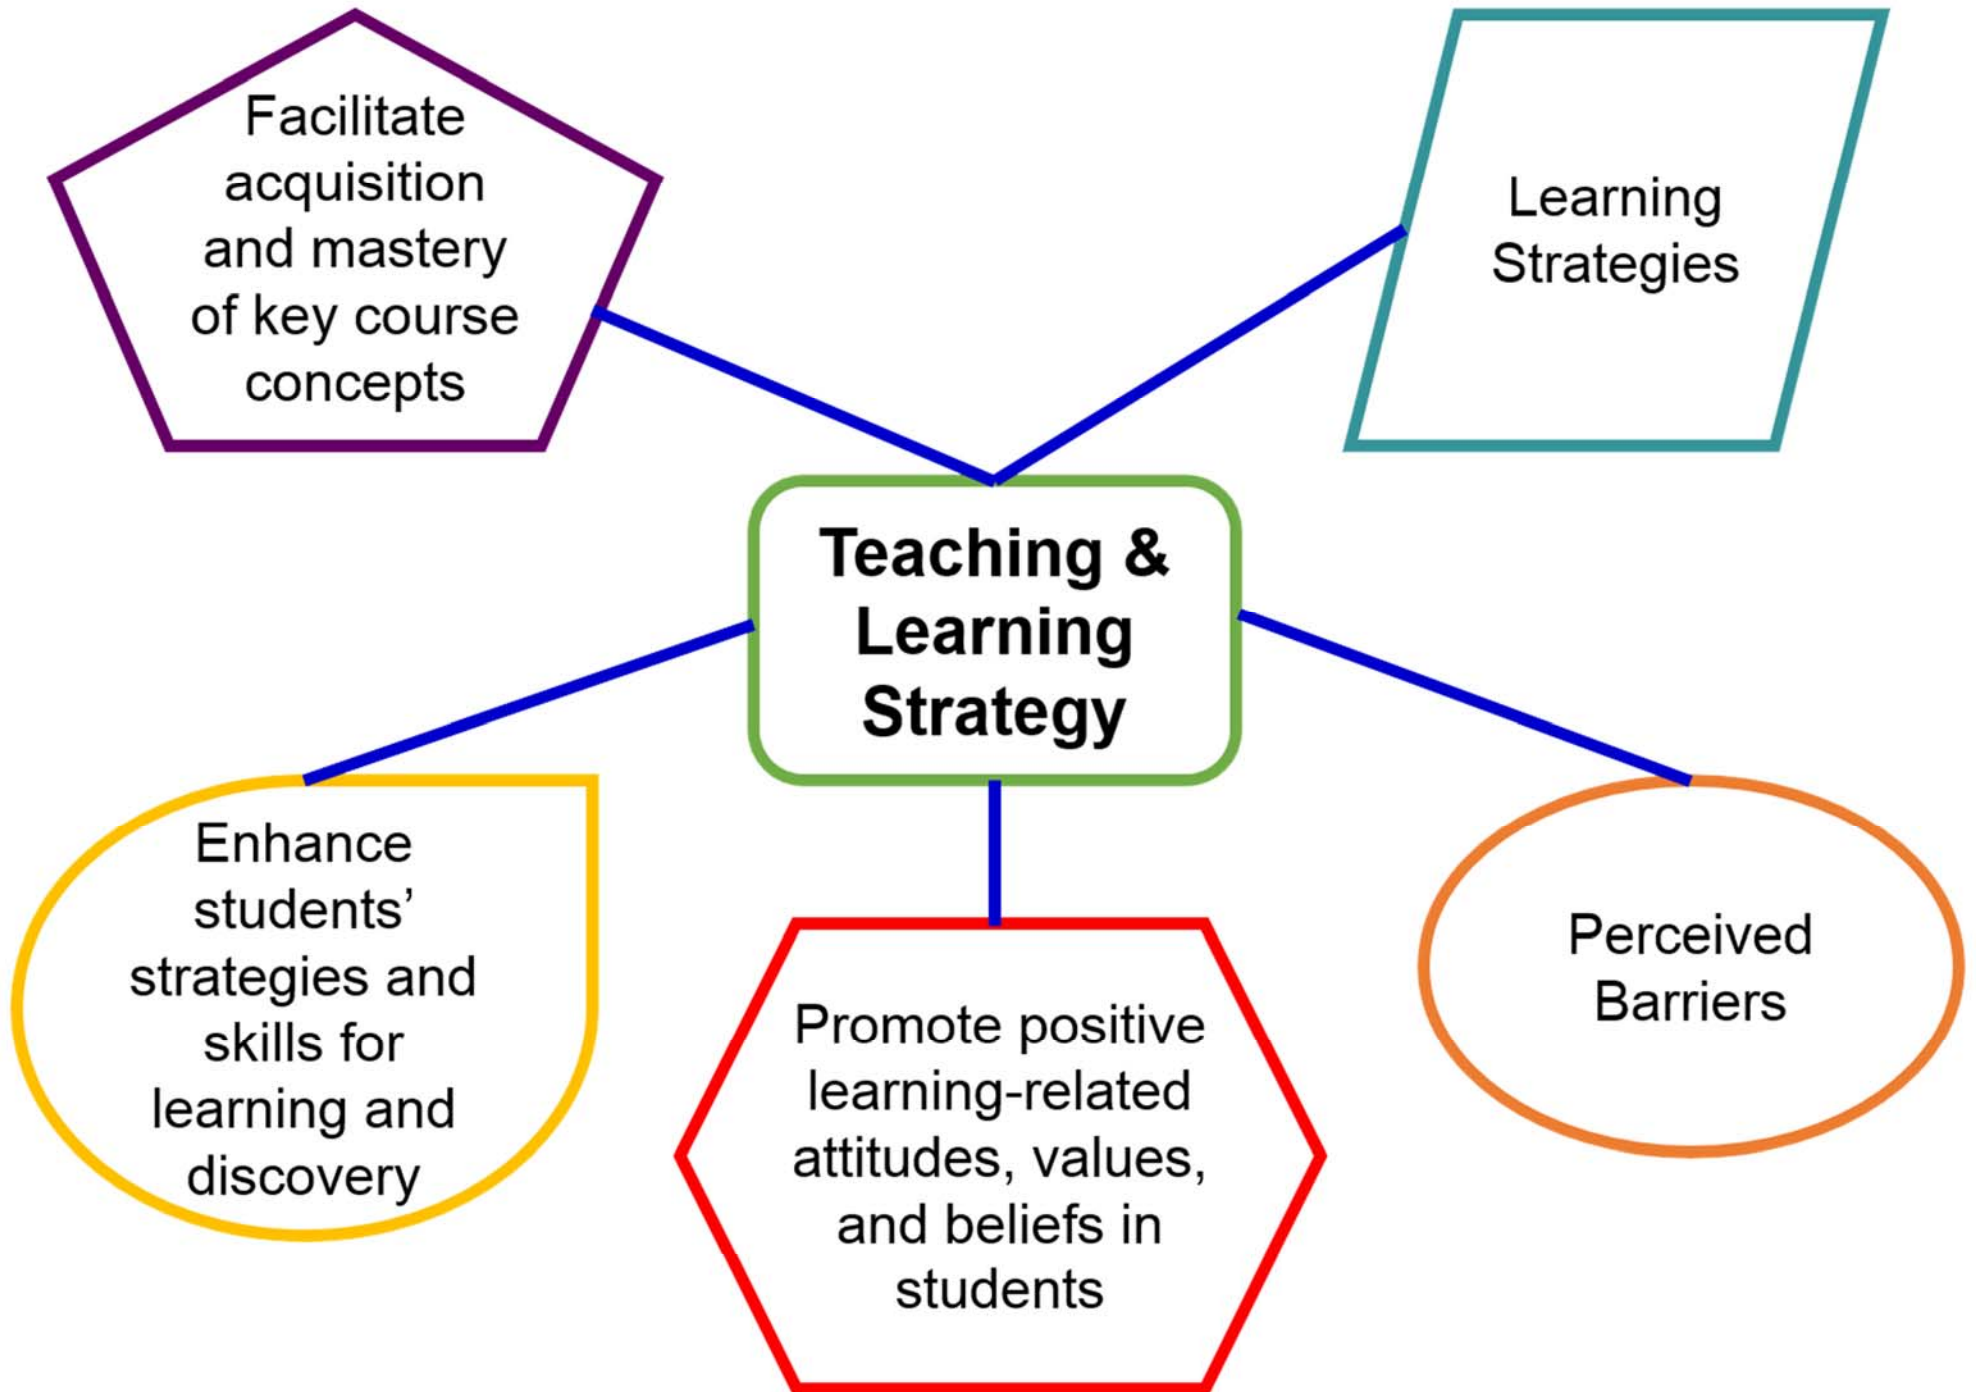 Facilitate
acquisition
and mastery
of key course
concepts
Learning
Strategies
Teaching &
Learning
Strategy
Enhance
students’
strategies and
skills for
learning and
discovery
Promote positive
learning-related
attitudes, values,
and beliefs in
students
Perceived
Barriers